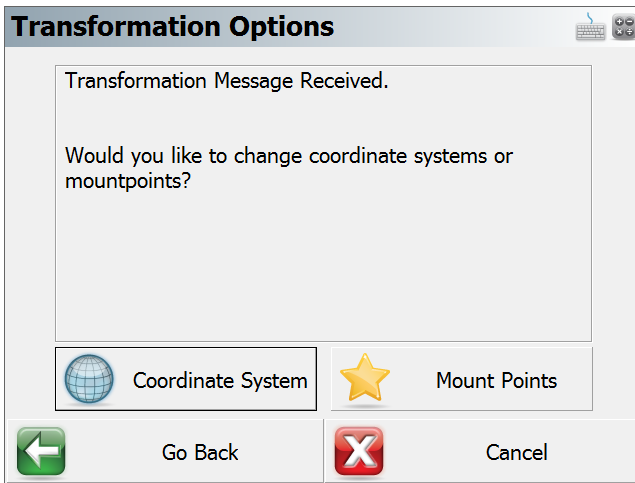 Transformation Options
Transformation Message Received.
Would you like to change coordinate systems or
mountpoints?
Coordinate System
Mount Points
Go Back
Cancel